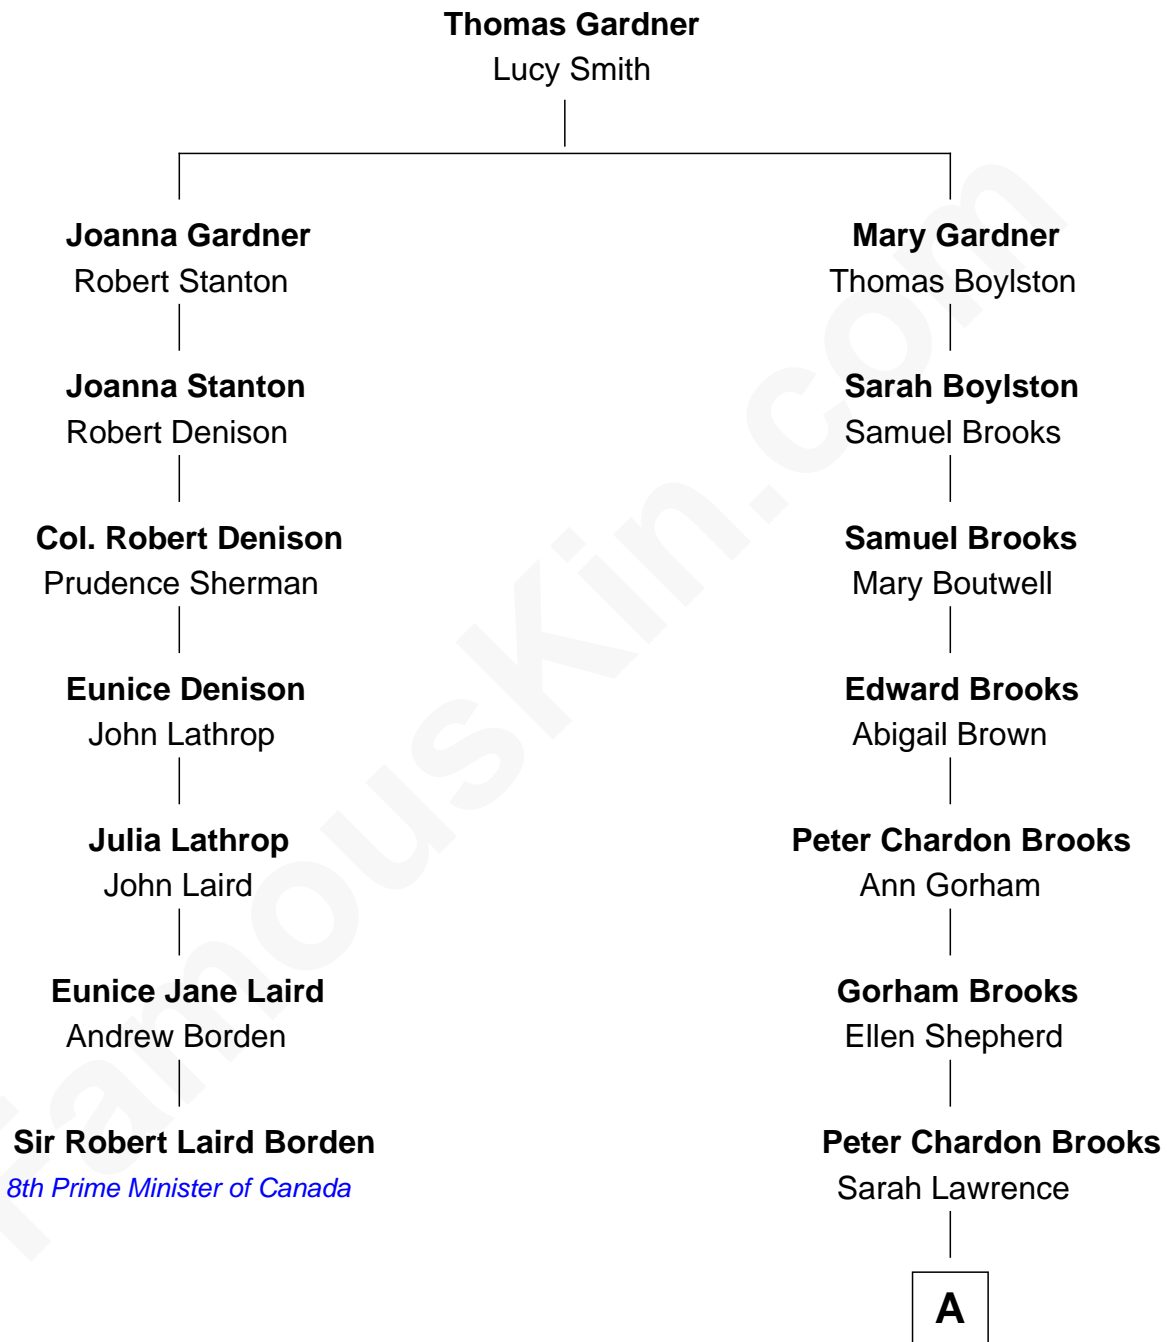 Thomas Gardner
Lucy Smith
Joanna Gardner
Robert Stanton
Mary Gardner
Thomas Boylston
Joanna Stanton
Robert Denison
Sarah Boylston
Samuel Brooks
Col. Robert Denison
Prudence Sherman
Samuel Brooks
Mary Boutwell
Eunice Denison
John Lathrop
Edward Brooks
Abigail Brown
Julia Lathrop
John Laird
Peter Chardon Brooks
Ann Gorham
Eunice Jane Laird
Andrew Borden
Gorham Brooks
Ellen Shepherd
Sir Robert Laird Borden
8th Prime Minister of Canada
Peter Chardon Brooks
Sarah Lawrence
A
FamousKin.com